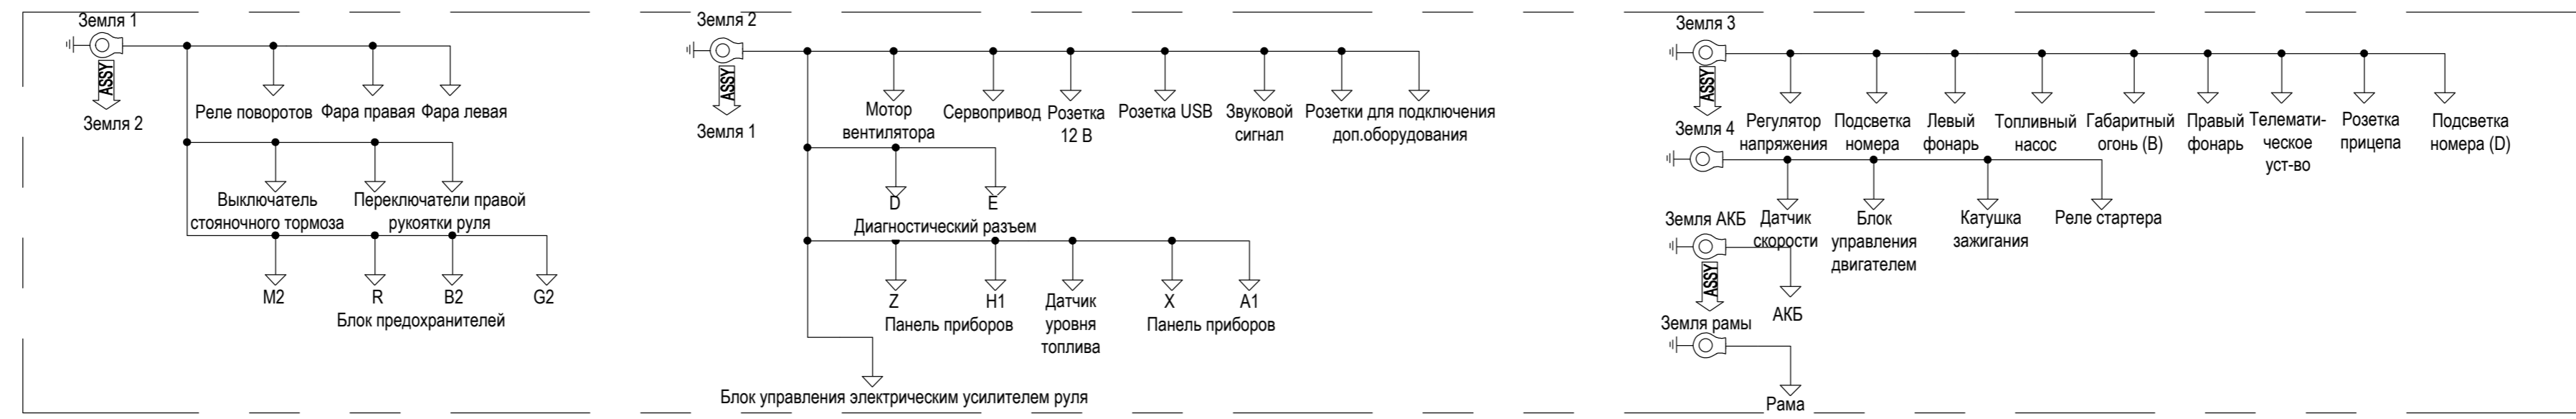 Земля 1
ASSY
Земля 2
Реле поворотов
Фара правая
Фара левая
Выключатель
стояночного тормоза
Переключатели правой
рукоятки руля
M2
R
B2
G2
Блок предохранителей
Земля 2
ASSY
Земля 1
Мотор
вентилятора
Сервопривод
Розетка
12 В
Розетка USB
Звуковой
сигнал
Розетки для подключения
доп.оборудования
D
E
Диагностический разъем
Z
H1
Панель приборов
Датчик
уровня
топлива
X
A1
Панель приборов
Блок управления электрическим усилителем руля
Земля 3
ASSY
Земля 4
Регулятор
напряжения
Подсветка
номера
Левый
фонарь
Топливный
насос
Габаритный
огонь (B)
Правый
фонарь
Телемати-
ческое
уст-во
Розетка
прицепа
Подсветка
номера (D)
Датчик
скорости
Блок
управления
двигателем
Катушка
зажигания
Реле стартера
Земля АКБ
ASSY
АКБ
Земля рамы
Рама